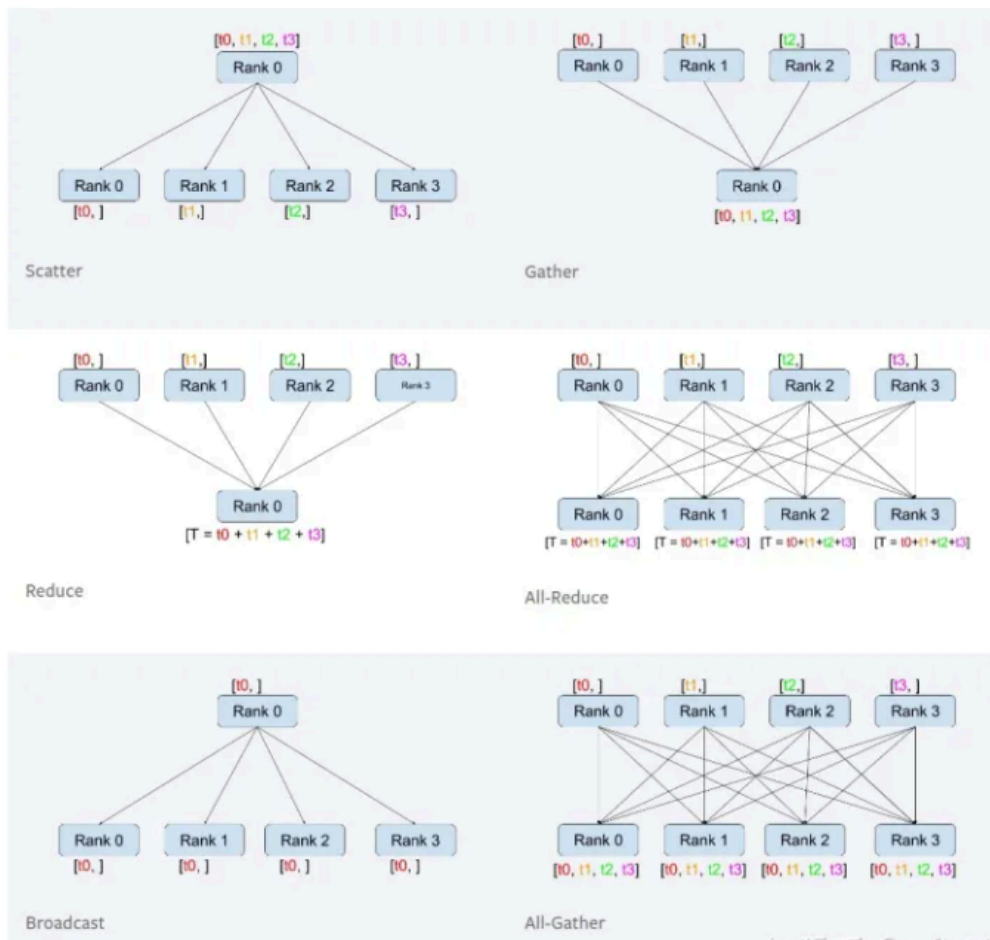 [t0, t1, t2, t3]
Rank 0
Rank 0 Rank 1 Rank 2 Rank 3
[t0, ] [t1,] [t2,] [t3, ]
Scatter
[t0, ] [t1,] [t2,] [t3, ]
Rank 0 Rank 1 Rank 2 Rank 3
Rank 0
[t0, t1, t2, t3]
Gather
[t0, ] [t1,] [t2,] [t3, ]
Rank 0 Rank 1 Rank 2 Rank 3
Rank 0
[T = t0 + t1 + t2 + t3]
Reduce
[t0, ] [t1,] [t2,] [t3, ]
Rank 0 Rank 1 Rank 2 Rank 3
Rank 0 Rank 1 Rank 2 Rank 3
[T = t0+t1+t2+t3] [T = t0+t1+t2+t3] [T = t0+t1+t2+t3] [T = t0+t1+t2+t3]
All-Reduce
[t0, ]
Rank 0
Rank 0 Rank 1 Rank 2 Rank 3
[t0, ] [t0, ] [t0, ] [t0, ]
Broadcast
[t0, ] [t1,] [t2,] [t3, ]
Rank 0 Rank 1 Rank 2 Rank 3
Rank 0 Rank 1 Rank 2 Rank 3
[t0, t1, t2, t3] [t0, t1, t2, t3] [t0, t1, t2, t3] [t0, t1, t2, t3]
All-Gather